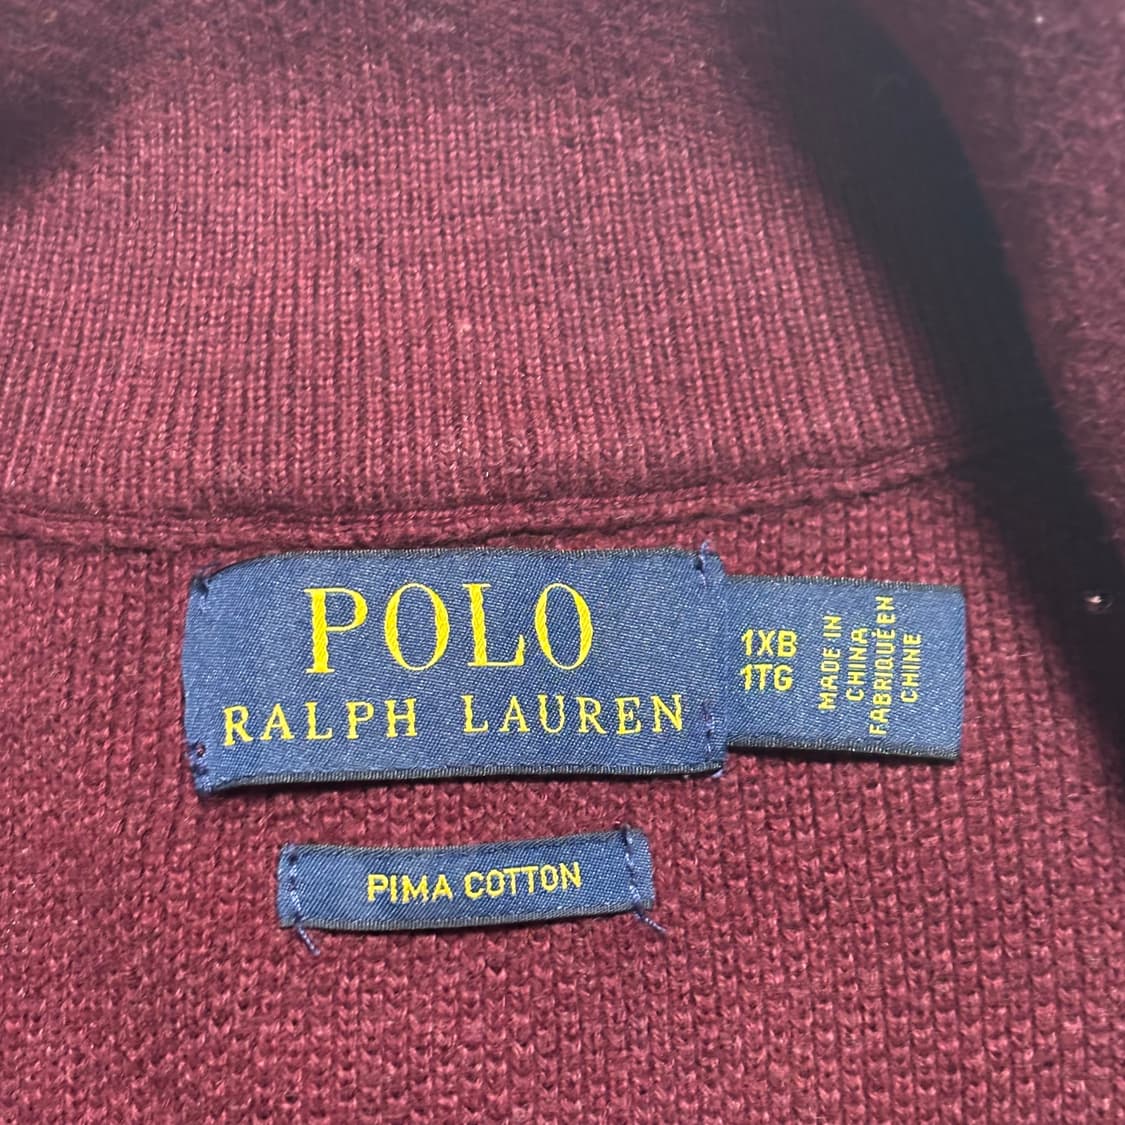 POLO
RALPH LAUREN
1XB
1TG
MADE IN
CHINA
FABRIQUÉ EN
CHINE
PIMA COTTON